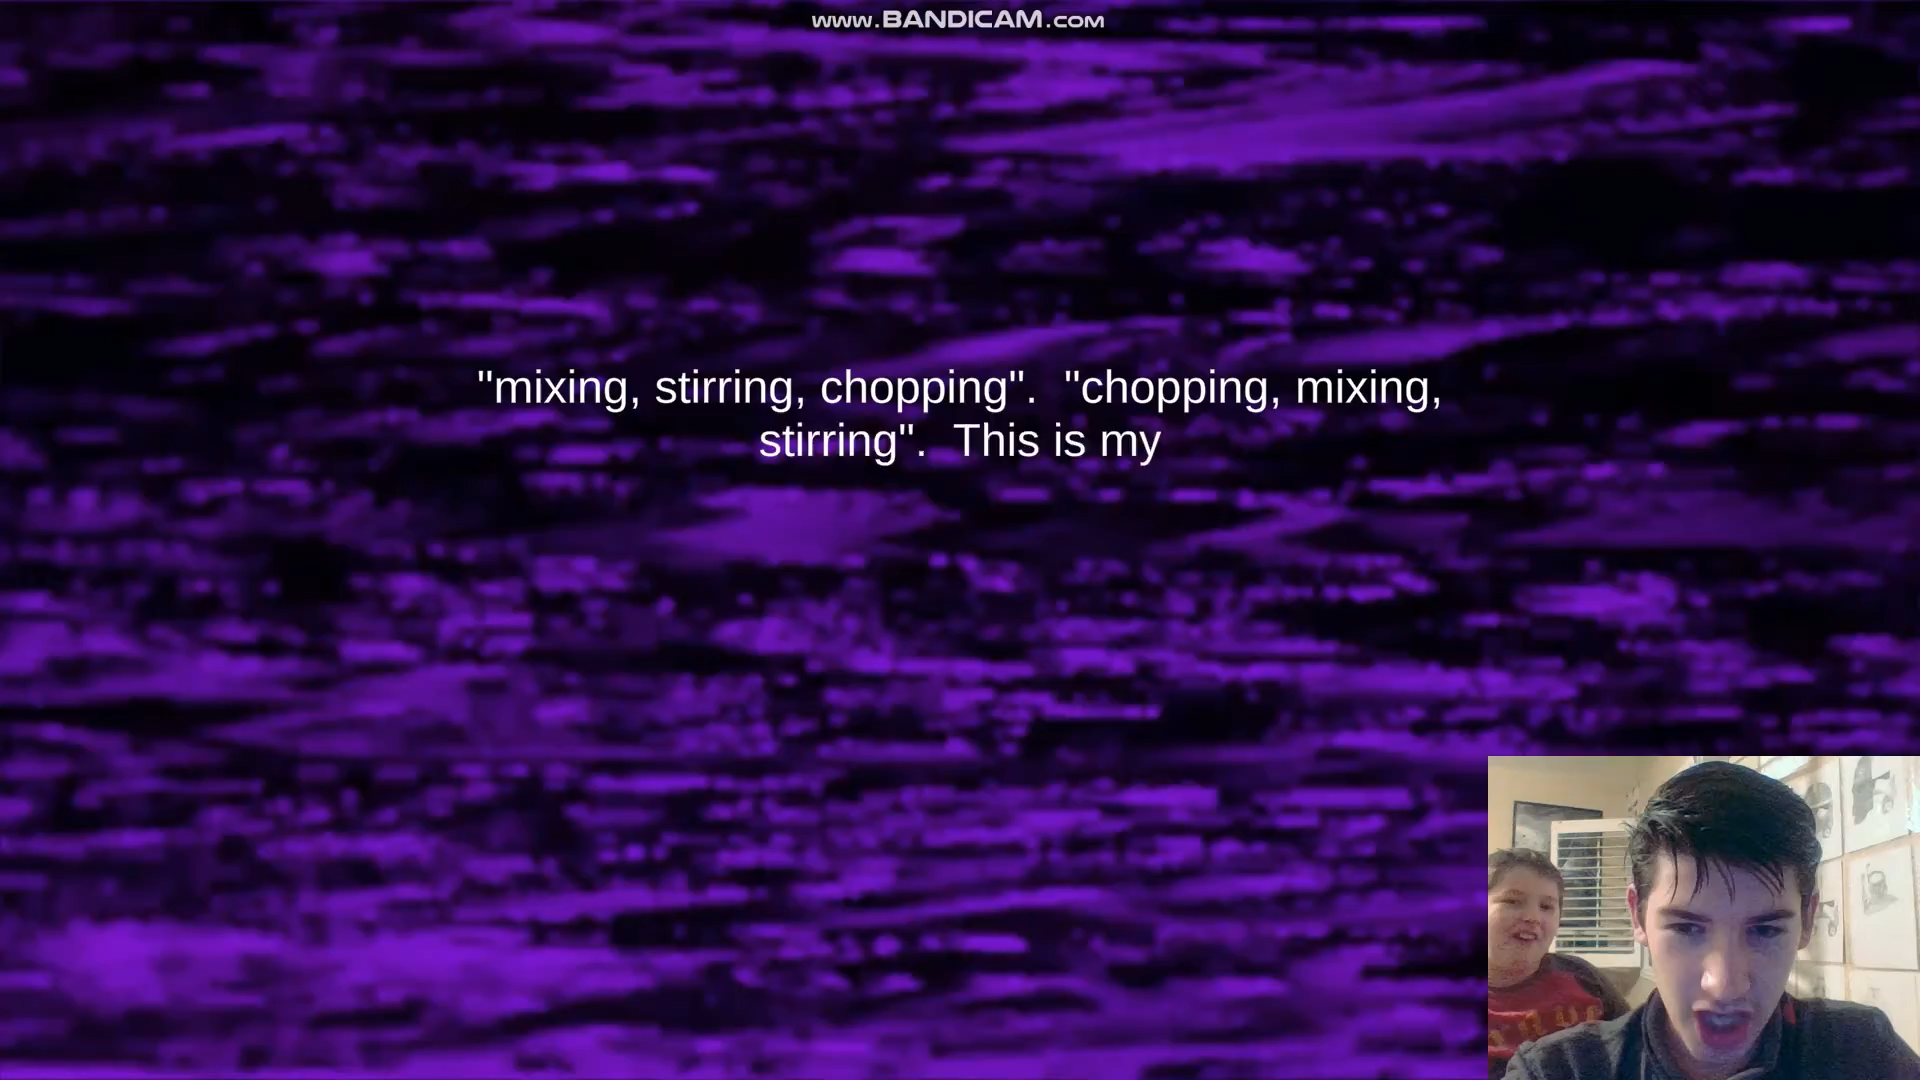 www.BANDICAM.com
"mixing, stirring, chopping".  "chopping, mixing,
stirring".  This is my